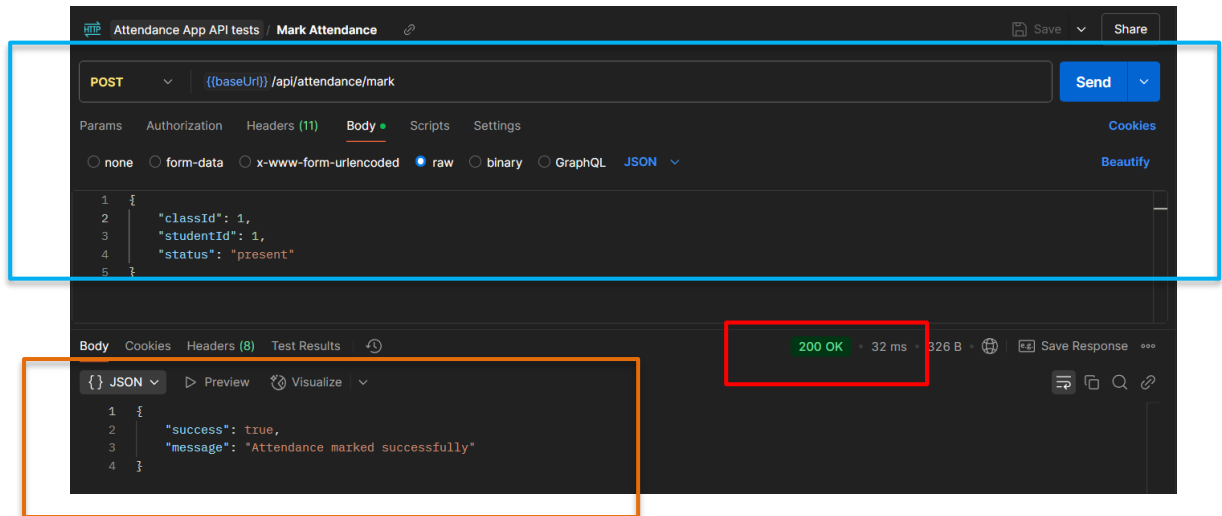 HTTP Attendance App API tests / Mark Attendance Save Share
POST {{baseUrl}} /api/attendance/mark Send
Params Authorization Headers (11) Body Scripts Settings Cookies
none form-data x-www-form-urlencoded raw binary GraphQL JSON Beautify
1 {
2 "classId": 1,
3 "studentId": 1,
4 "status": "present"
5 }
Body Cookies Headers (8) Test Results 200 OK • 32 ms • 326 B • e.g. Save Response
{} JSON Preview Visualize
1 {
2 "success": true,
3 "message": "Attendance marked successfully"
4 }